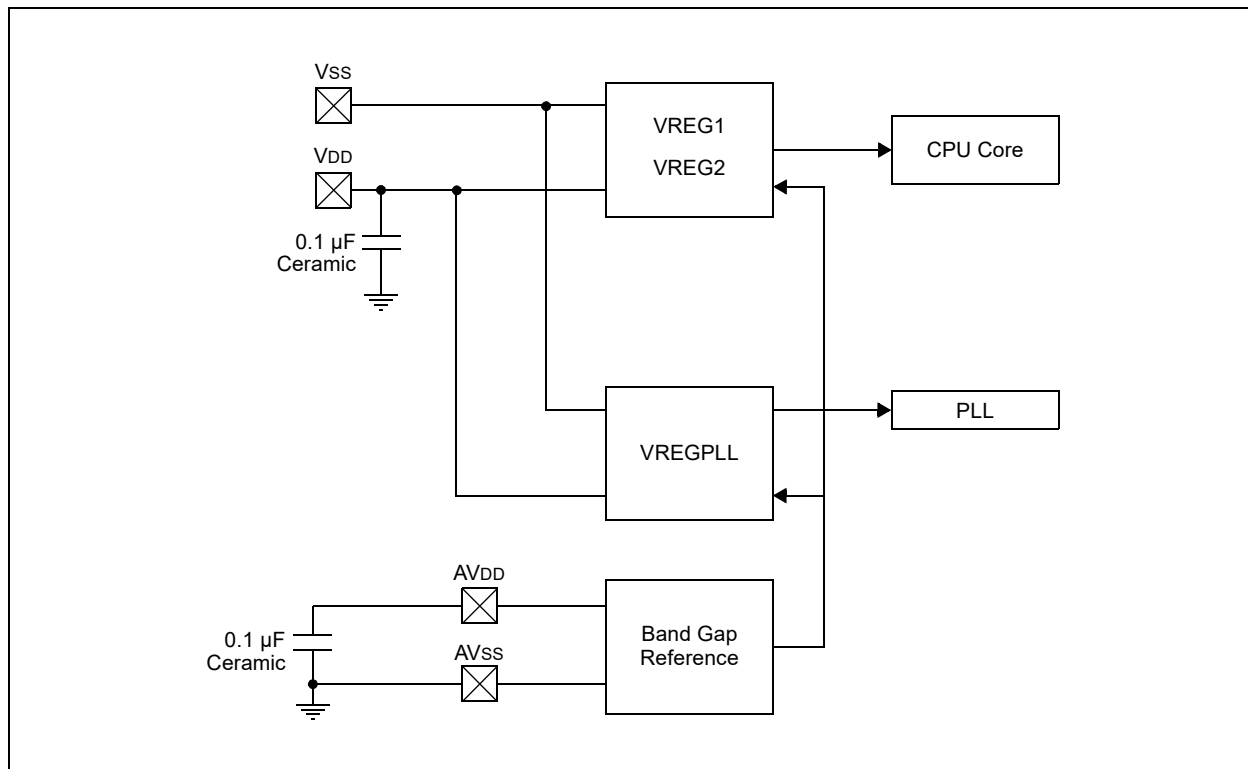 VSS
VREG1
VREG2
CPU Core
VDD
0.1 µF
Ceramic
VREGPLL
PLL
AVDD
0.1 µF
Ceramic
AVSS
Band Gap
Reference